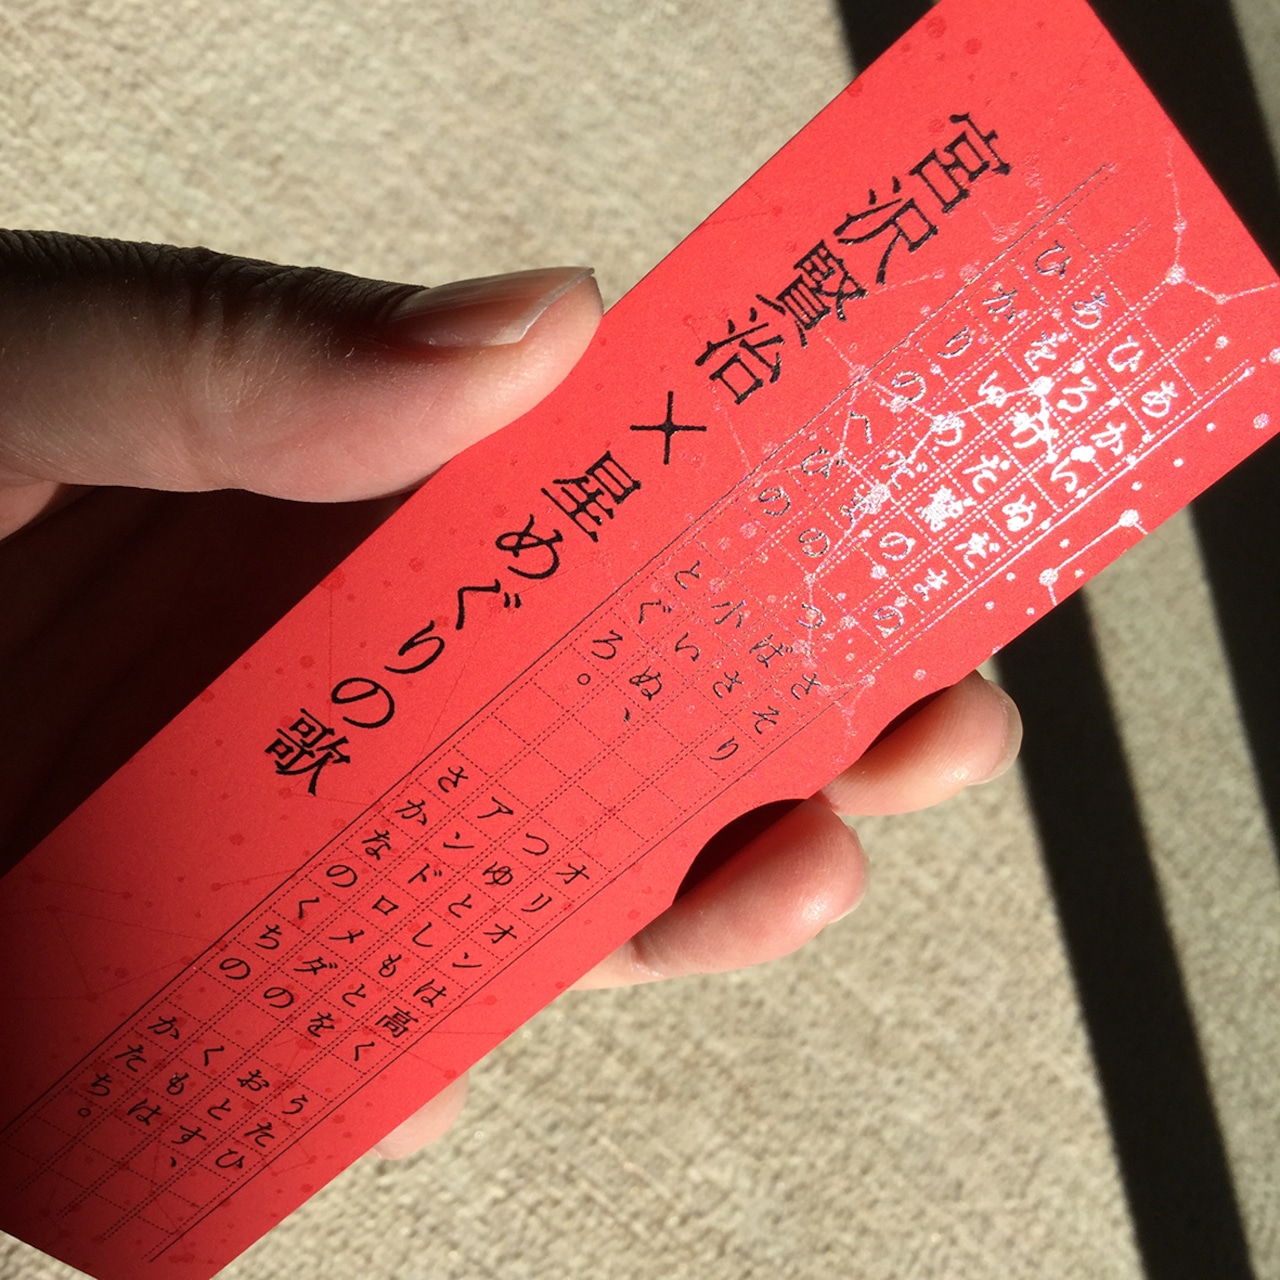 宮沢賢治×星めぐりの歌
あかいめだまの　さそり
ひろげた鷲の　つばさ
あをいめだまの　小いぬ、
ひかりのへびの　とぐろ。
オリオンは高く　うたひ
つゆとしもとを　おとす、
アンドロメダの　くもは
さかなのくちの　かたち。